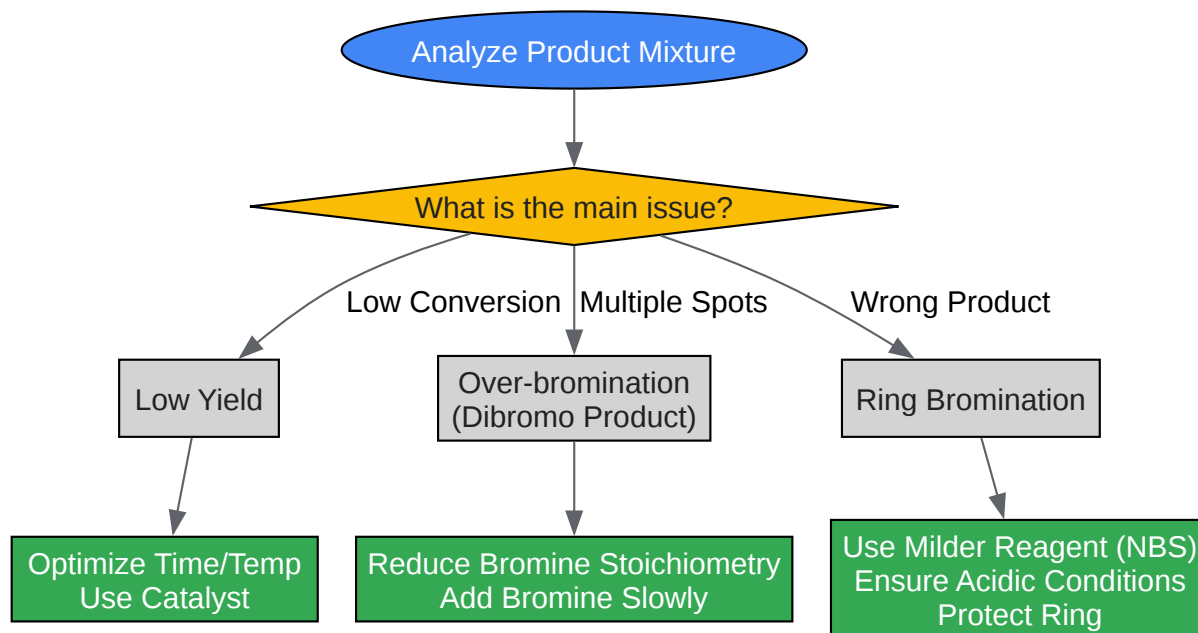 Analyze Product Mixture
What is the main issue?
Low Conversion
Multiple Spots
Wrong Product
Low Yield
Over-bromination
(Dibromo Product)
Ring Bromination
Optimize Time/Temp
Use Catalyst
Reduce Bromine Stoichiometry
Add Bromine Slowly
Use Milder Reagent (NBS)
Ensure Acidic Conditions
Protect Ring